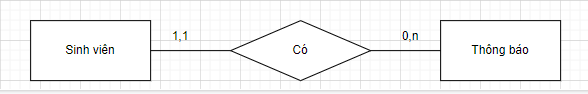 Sinh viên
1,1
Có
0,n
Thông báo